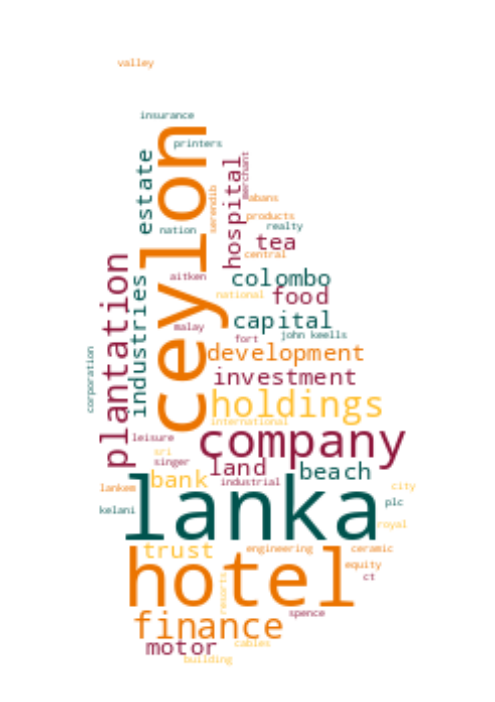 valley
insurance
printers
ceylon
estate
hospital
merchant
serendib
abans
products
nation
realty
tea
central
plantation
industries
aitken
colombo
national
food
malay
capital
fort
john keells
corporation
development
investment
holdings
international
leisure
company
sri
singer
land
beach
bank
industrial
lankem
lanka
city
plc
kelani
royal
trust
engineering
ceramic
hotel
equity
ct
resorts
spence
finance
motor
cables
building